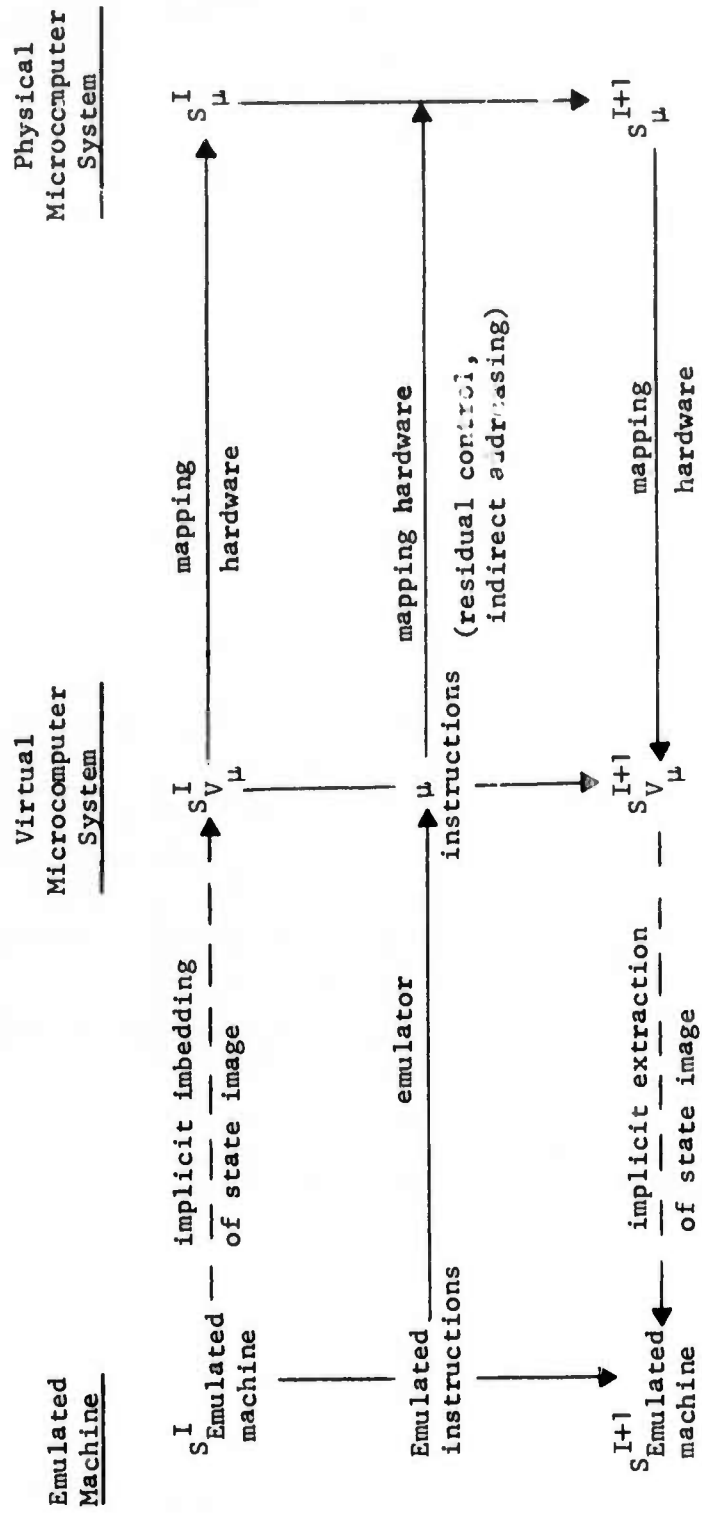 Emulated
Machine
Virtual
Microcomputer
System
Physical
Microcomputer
System
S^I Emulated
machine
implicit imbedding
of state image
S^I Vμ
mapping
hardware
S^I μ
Emulated
instructions
emulator
μ
instructions
mapping hardware
(residual control,
indirect addressing)
S^I+1 Emulated
machine
implicit extraction
of state image
S^I+1 Vμ
mapping
hardware
S^I+1 μ